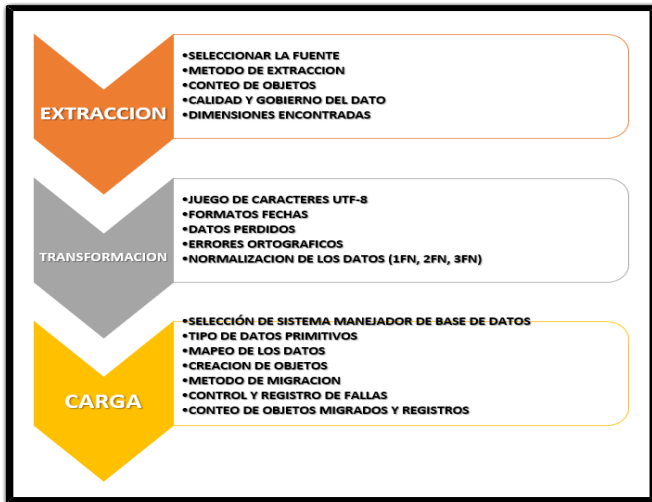 EXTRACCION
•SELECCIONAR LA FUENTE
•METODO DE EXTRACCION
•CONTEO DE OBJETOS
•CALIDAD Y GOBIERNO DEL DATO
•DIMENSIONES ENCONTRADAS
TRANSFORMACION
•JUEGO DE CARACTERES UTF-8
•FORMATOS FECHAS
•DATOS PERDIDOS
•ERRORES ORTOGRAFICOS
•NORMALIZACION DE LOS DATOS (1FN, 2FN, 3FN)
CARGA
•SELECCIÓN DE SISTEMA MANEJADOR DE BASE DE DATOS
•TIPO DE DATOS PRIMITIVOS
•MAPEO DE LOS DATOS
•CREACION DE OBJETOS
•METODO DE MIGRACION
•CONTROL Y REGISTRO DE FALLAS
•CONTEO DE OBJETOS MIGRADOS Y REGISTROS